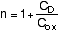 n = 1 + C_D / C_ox